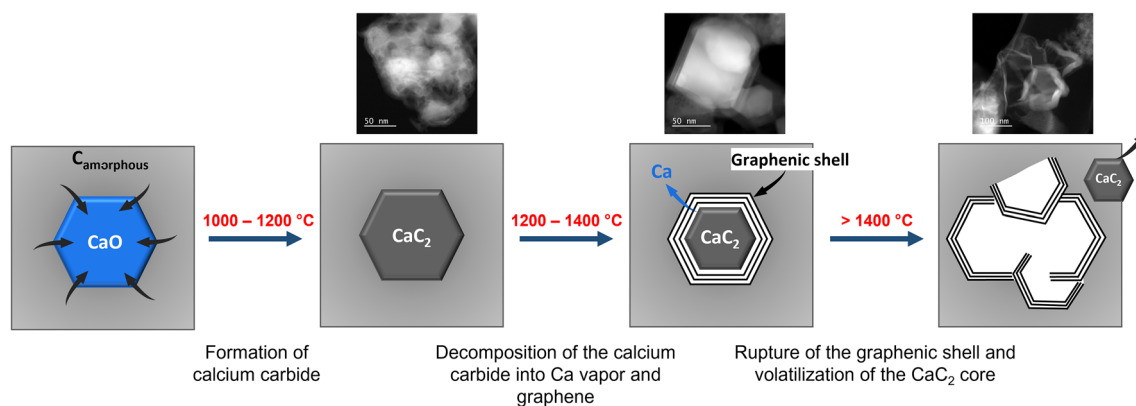 50 nm
50 nm
100 nm
C amorphous
CaO
1000 – 1200 °C
CaC2
1200 – 1400 °C
Graphenic shell
Ca
CaC2
> 1400 °C
CaC2
Formation of
calcium carbide
Decomposition of the calcium
carbide into Ca vapor and
graphene
Rupture of the graphenic shell and
volatilization of the CaC2 core